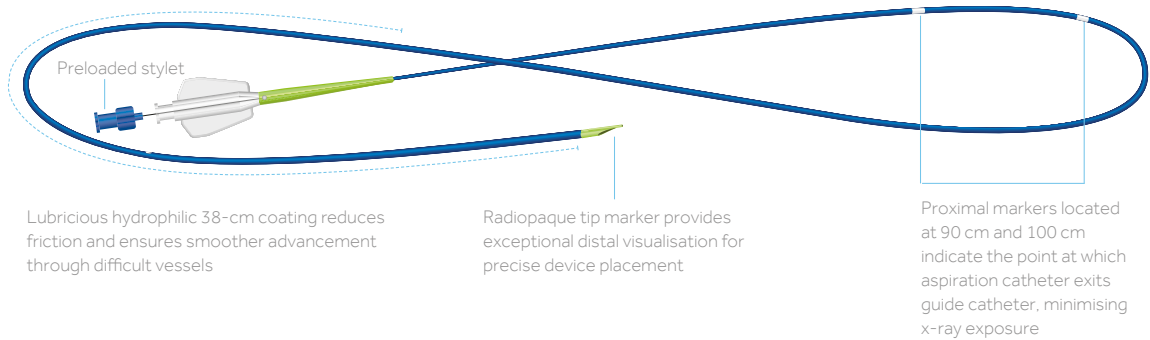 Preloaded stylet
Lubricious hydrophilic 38-cm coating reduces
friction and ensures smoother advancement
through difficult vessels
Radiopaque tip marker provides
exceptional distal visualisation for
precise device placement
Proximal markers located
at 90 cm and 100 cm
indicate the point at which
aspiration catheter exits
guide catheter, minimising
x-ray exposure